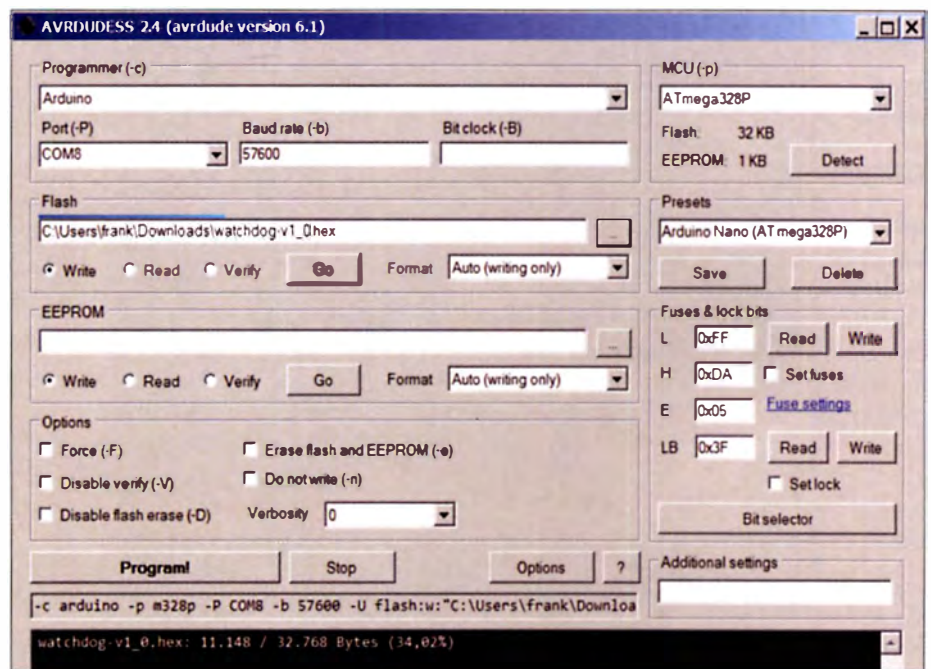 AVRDUDESS 2.4 (avrdude version 6.1)
Programmer (-c)
Arduino
Port (-P) Baud rate (-b) Bit clock (-B)
COM8 57600
MCU (-p)
ATmega328P
Flash: 32 KB
EEPROM: 1 KB Detect
Flash
C:\Users\frank\Downloads\watchdog-v1_0.hex ...
Write Read Verify Go Format Auto (writing only)
Presets
Arduino Nano (ATmega328P)
Save Delete
EEPROM
...
Write Read Verify Go Format Auto (writing only)
Fuses & lock bits
L 0xFF Read Write
H 0xDA Set fuses
E 0x05 Fuse settings
LB 0x3F Read Write
Set lock
Bit selector
Options
Force (-F) Erase flash and EEPROM (-e)
Disable verify (-V) Do not write (-n)
Disable flash erase (-D) Verbosity 0
Program! Stop Options ?
Additional settings
-c arduino -p m328p -P COM8 -b 57600 -U flash:w:"C:\Users\frank\Downloa
watchdog-v1_0.hex: 11.148 / 32.768 Bytes (34,02%)